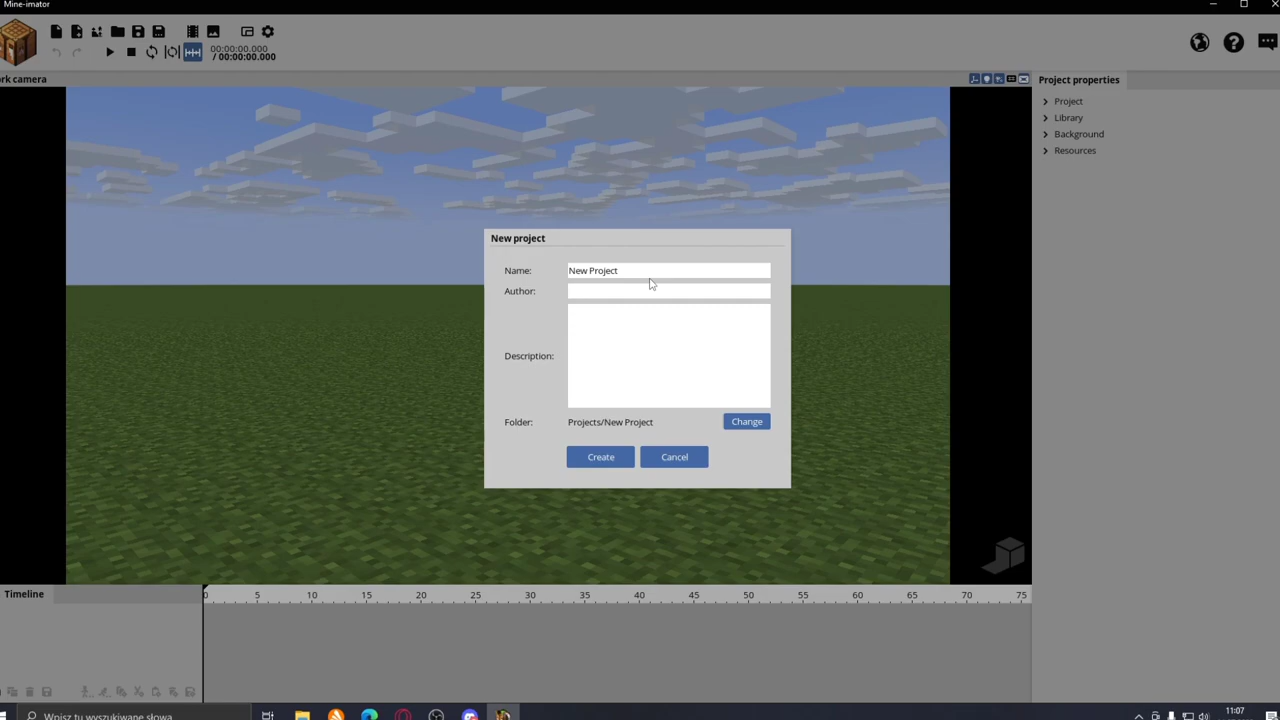 Mine-imator
00:00:00.000
/ 00:00:00.000
rk camera
Project properties
Project
Library
Background
Resources
New project
Name: New Project
Author:
Description:
Folder: Projects/New Project Change
Create Cancel
Timeline
0 5 10 15 20 25 30 35 40 45 50 55 60 65 70 75
Wpisz tu wyszukiwane słowa
11:07